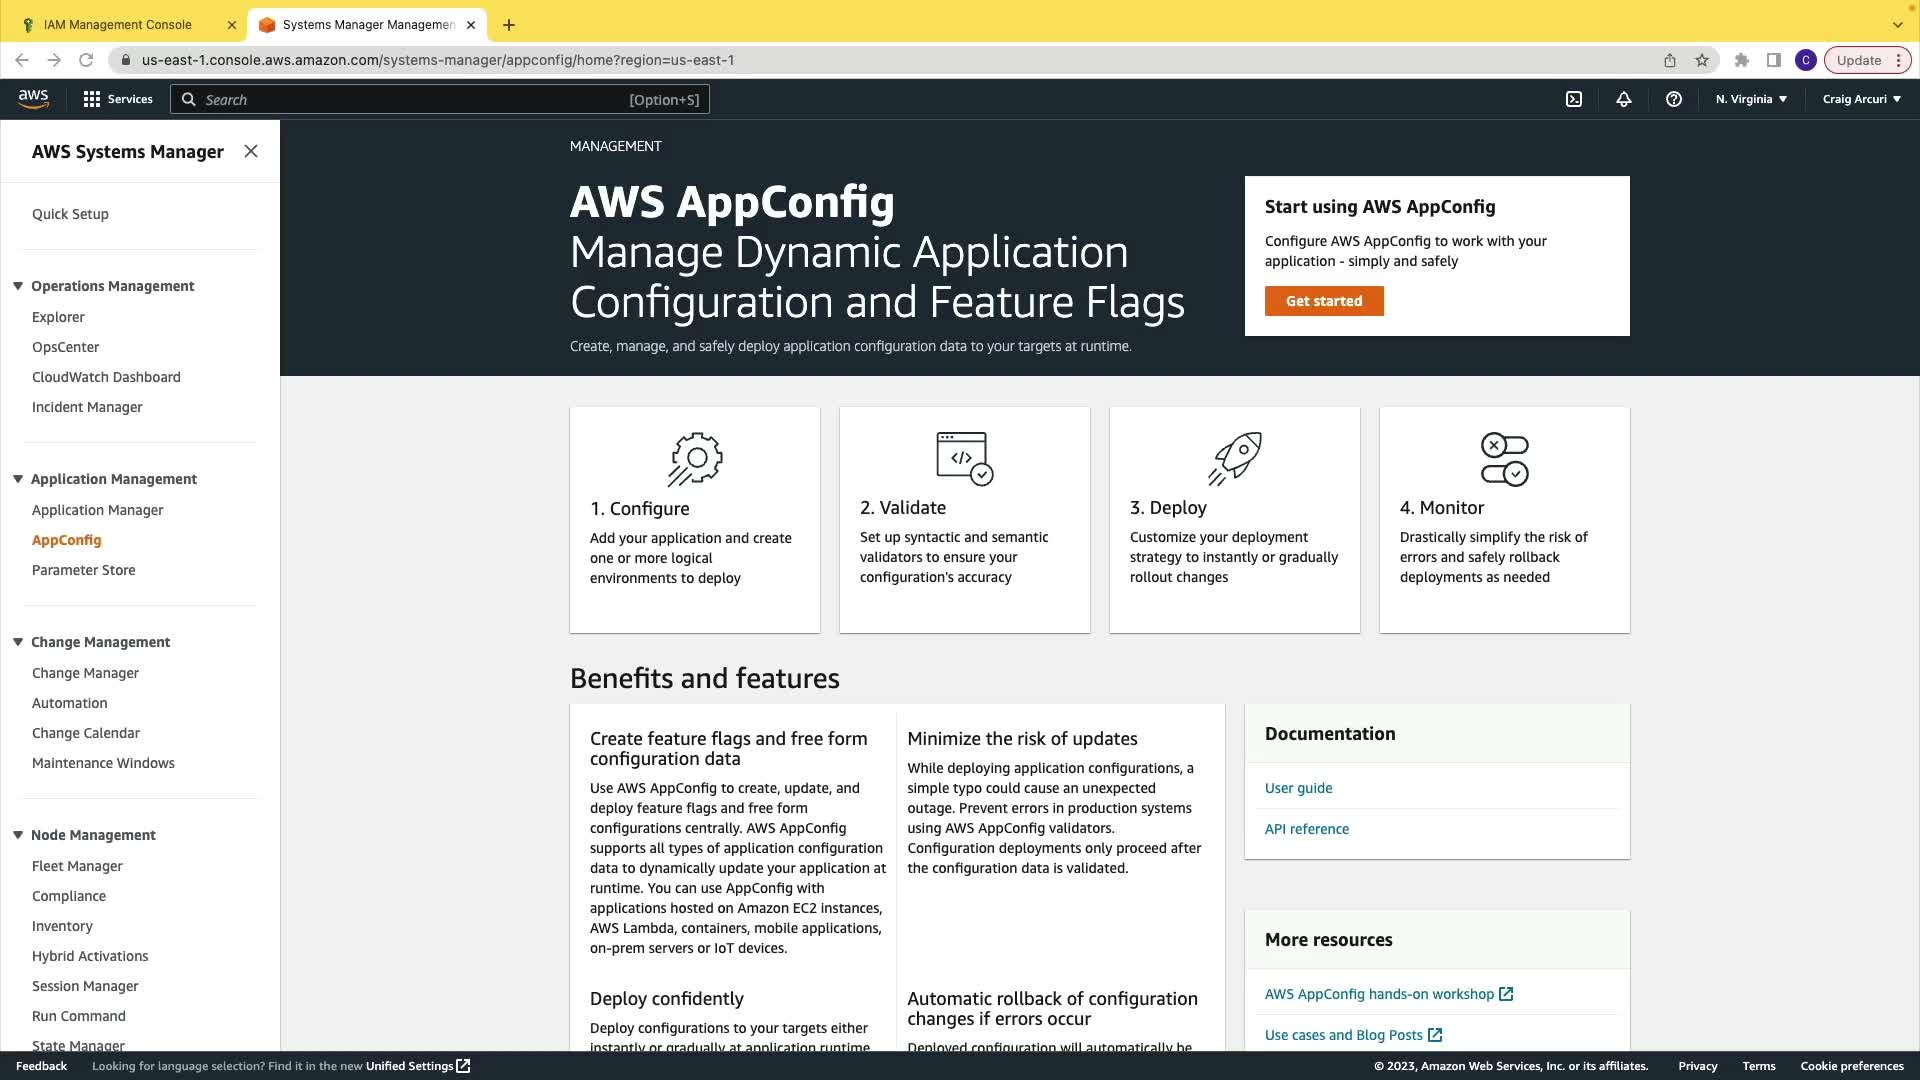 IAM Management Console
Systems Manager Managemen
us-east-1.console.aws.amazon.com/systems-manager/appconfig/home?region=us-east-1
C
Update
aws
Services
Search
[Option+S]
N. Virginia
Craig Arcuri
AWS Systems Manager
Quick Setup
Operations Management
Explorer
OpsCenter
CloudWatch Dashboard
Incident Manager
Application Management
Application Manager
AppConfig
Parameter Store
Change Management
Change Manager
Automation
Change Calendar
Maintenance Windows
Node Management
Fleet Manager
Compliance
Inventory
Hybrid Activations
Session Manager
Run Command
State Manager
MANAGEMENT
AWS AppConfig
Manage Dynamic Application
Configuration and Feature Flags
Create, manage, and safely deploy application configuration data to your targets at runtime.
Start using AWS AppConfig
Configure AWS AppConfig to work with your
application - simply and safely
Get started
1. Configure
Add your application and create
one or more logical
environments to deploy
2. Validate
Set up syntactic and semantic
validators to ensure your
configuration's accuracy
3. Deploy
Customize your deployment
strategy to instantly or gradually
rollout changes
4. Monitor
Drastically simplify the risk of
errors and safely rollback
deployments as needed
Benefits and features
Create feature flags and free form
configuration data
Use AWS AppConfig to create, update, and
deploy feature flags and free form
configurations centrally. AWS AppConfig
supports all types of application configuration
data to dynamically update your application at
runtime. You can use AppConfig with
applications hosted on Amazon EC2 instances,
AWS Lambda, containers, mobile applications,
on-prem servers or IoT devices.
Minimize the risk of updates
While deploying application configurations, a
simple typo could cause an unexpected
outage. Prevent errors in production systems
using AWS AppConfig validators.
Configuration deployments only proceed after
the configuration data is validated.
Deploy confidently
Deploy configurations to your targets either
instantly or gradually at application runtime
Automatic rollback of configuration
changes if errors occur
Deployed configuration will automatically be
Documentation
User guide
API reference
More resources
AWS AppConfig hands-on workshop
Use cases and Blog Posts
Feedback
Looking for language selection? Find it in the new Unified Settings
© 2023, Amazon Web Services, Inc. or its affiliates.
Privacy
Terms
Cookie preferences